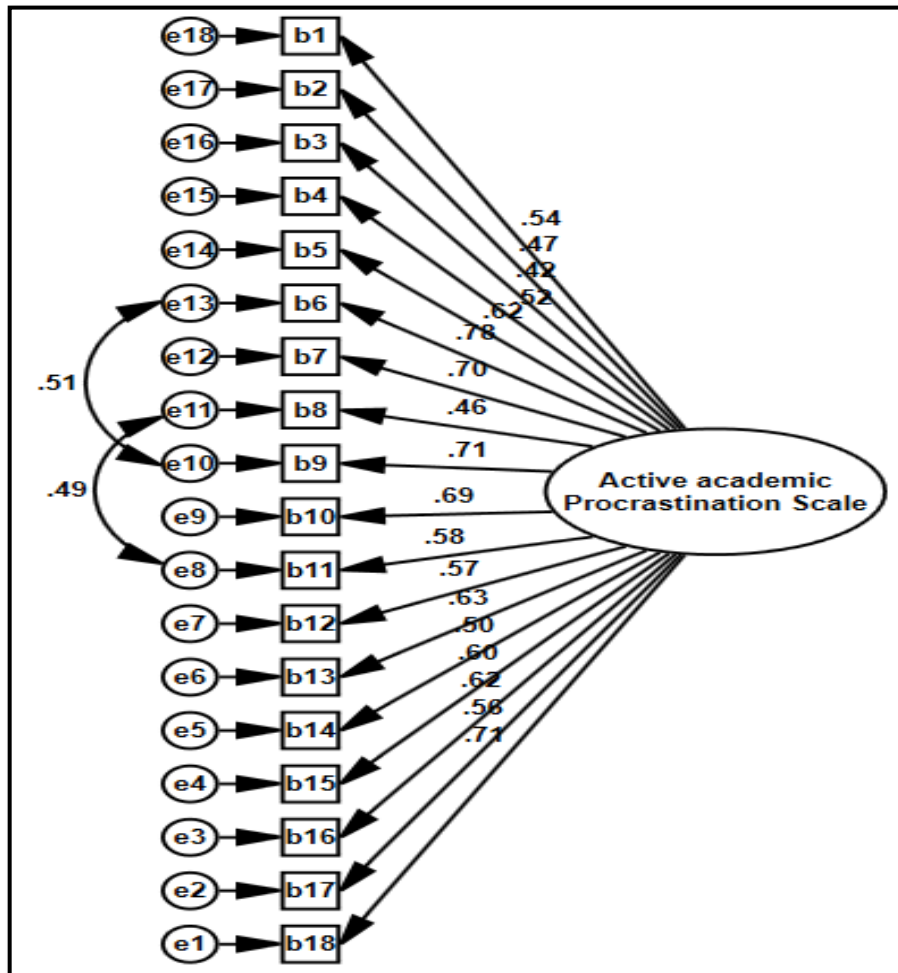 e18 b1
e17 b2
e16 b3
e15 b4
.54
e14 b5
.47
.42
e13 b6
.52
.62
.78
e12 b7
.70
.51
e11 b8
.46
.71
e10 b9
Active academic
Procrastination Scale
.49
.69
e9 b10
.58
e8 b11
.57
.63
e7 b12
.50
.60
e6 b13
.62
.56
e5 b14
.71
e4 b15
e3 b16
e2 b17
e1 b18